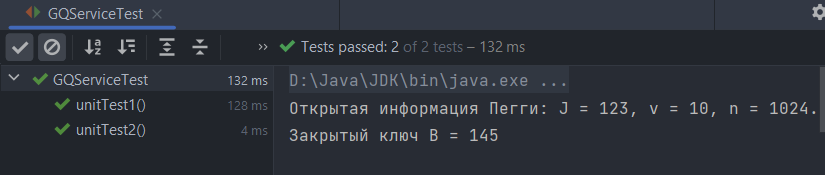 GQServiceTest
Tests passed: 2 of 2 tests – 132 ms
GQServiceTest 132 ms
unitTest1() 128 ms
unitTest2() 4 ms
D:\Java\JDK\bin\java.exe ...
Открытая информация Пегги: J = 123, v = 10, n = 1024.
Закрытый ключ B = 145